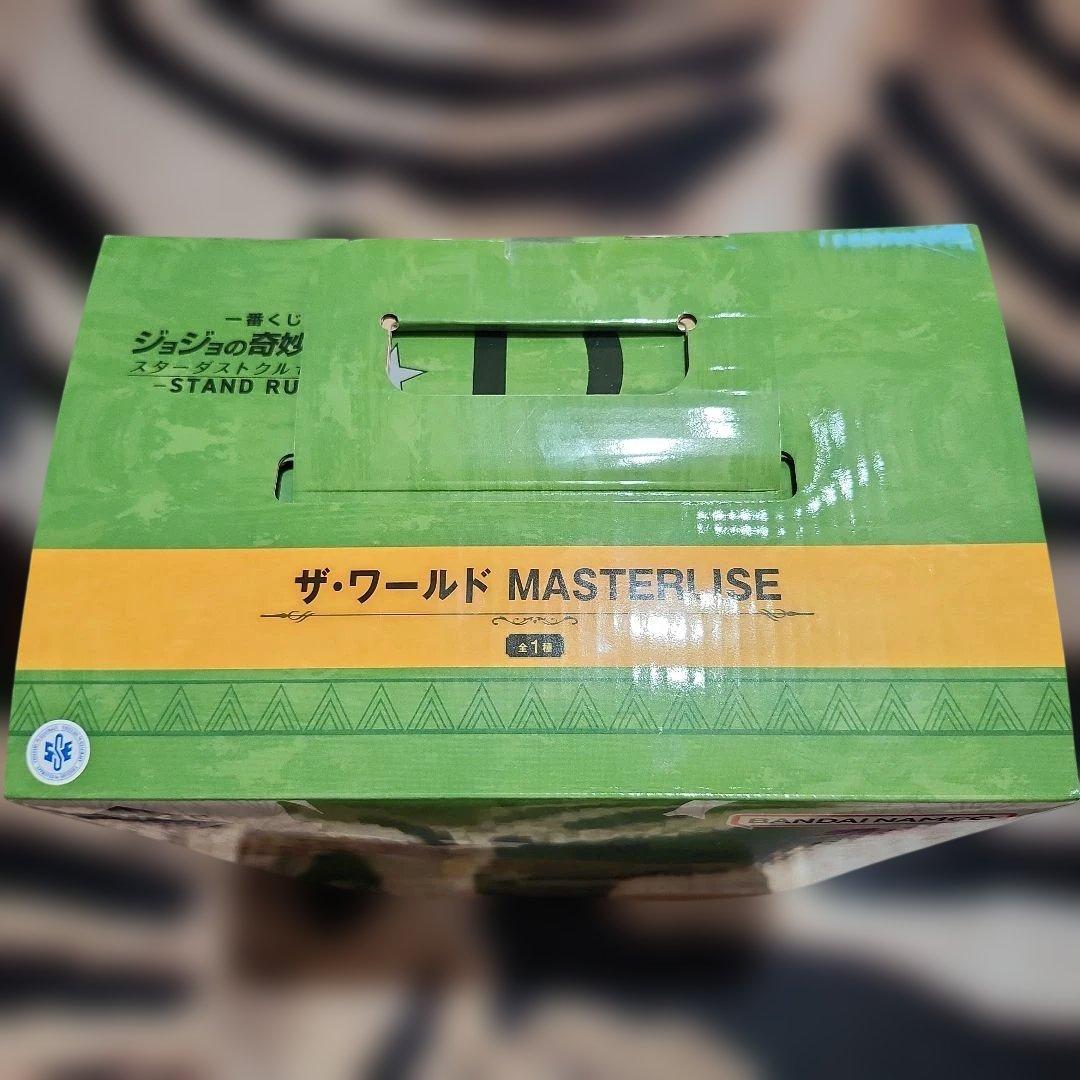 一番くじ
ジョジョの奇妙
スターダストクル
-STAND RU
D
ザ・ワールド MASTERLISE
全1種
BANDAI NAMCO